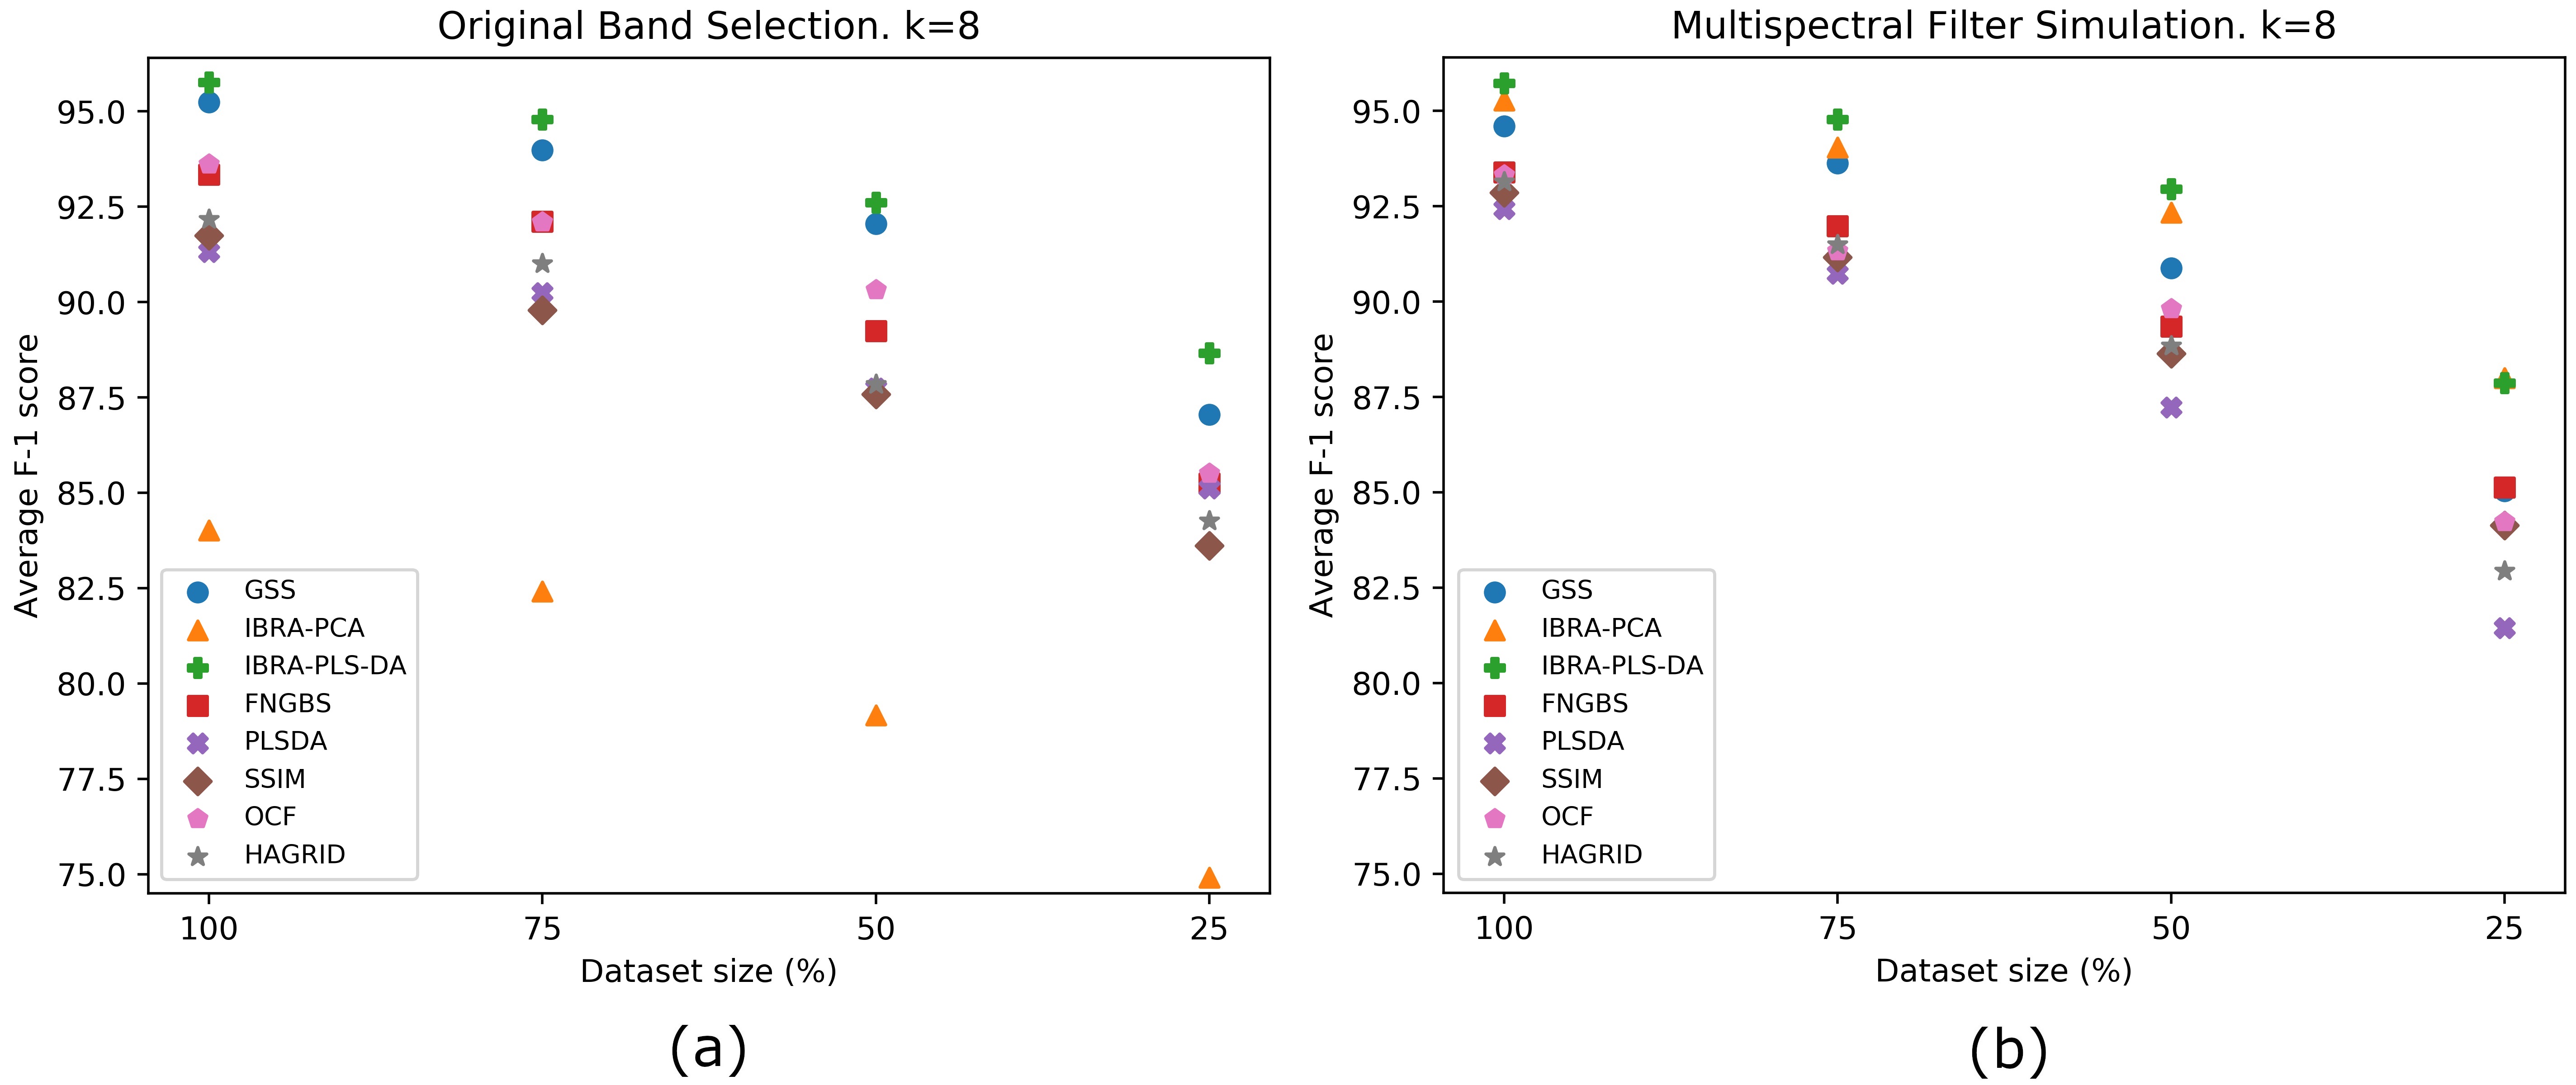 Original Band Selection. k=8
Average F-1 score
95.0
92.5
90.0
87.5
85.0
82.5
80.0
77.5
75.0
GSS
IBRA-PCA
IBRA-PLS-DA
FNGBS
PLSDA
SSIM
OCF
HAGRID
100 75 50 25
Dataset size (%)
(a)
Multispectral Filter Simulation. k=8
Average F-1 score
95.0
92.5
90.0
87.5
85.0
82.5
80.0
77.5
75.0
GSS
IBRA-PCA
IBRA-PLS-DA
FNGBS
PLSDA
SSIM
OCF
HAGRID
100 75 50 25
Dataset size (%)
(b)